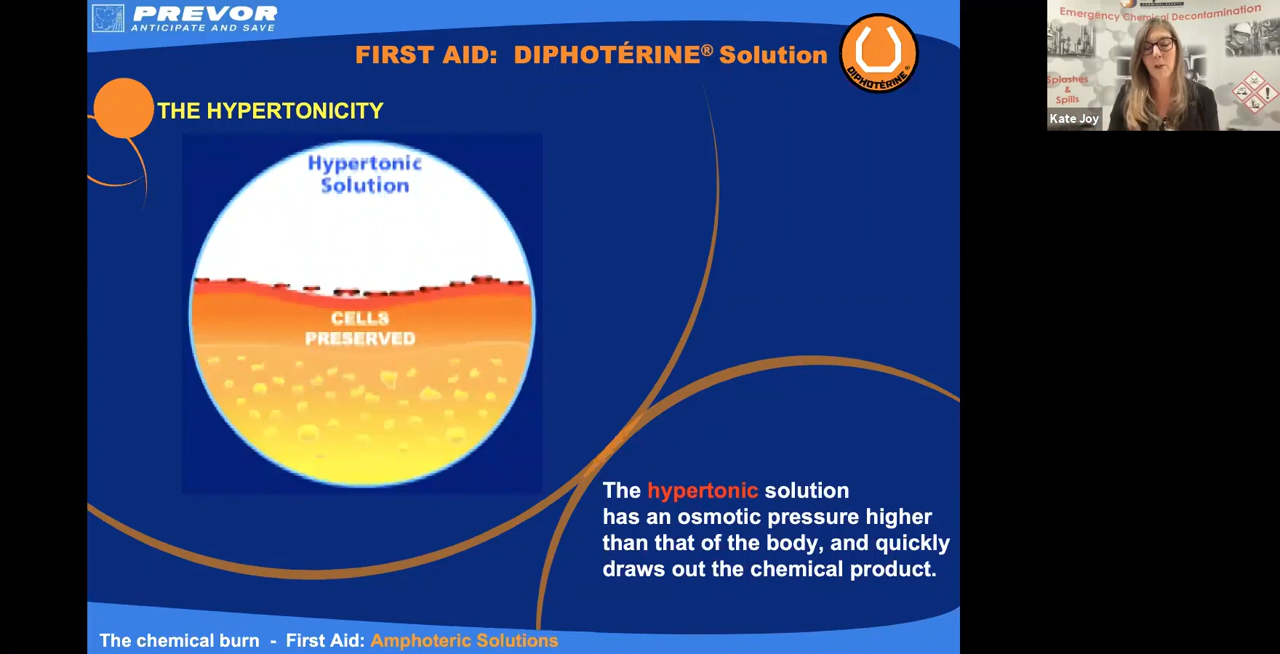 PREVOR
ANTICIPATE AND SAVE
FIRST AID: DIPHOTÉRINE® Solution
DIPHOTÉRINE®
THE HYPERTONICITY
Hypertonic
Solution
CELLS
PRESERVED
The hypertonic solution
has an osmotic pressure higher
than that of the body, and quickly
draws out the chemical product.
The chemical burn - First Aid: Amphoteric Solutions
Emergency Chemical Decontamination
Splashes
&
Spills
Kate Joy